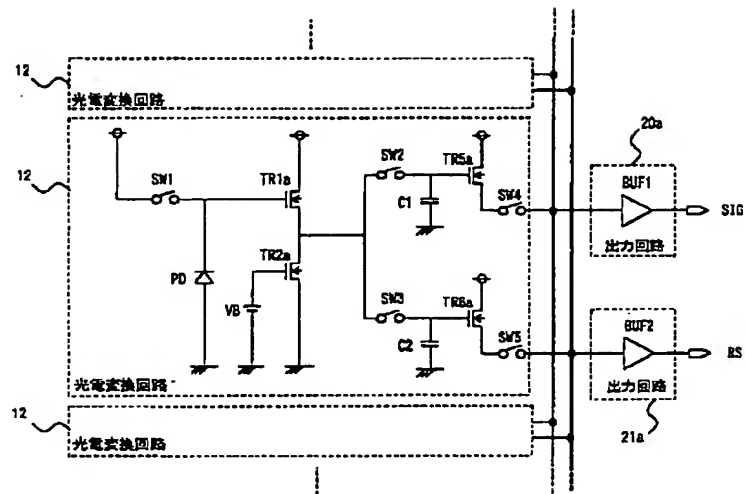 12
光電変換回路
12
SW1
TR1a
SW2
TR5a
C1
SW4
20a
BUF1
SIG
出力回路
PD
VB
TR2a
SW3
TR6a
C2
SW5
BUF2
RS
出力回路
21a
光電変換回路
12
光電変換回路